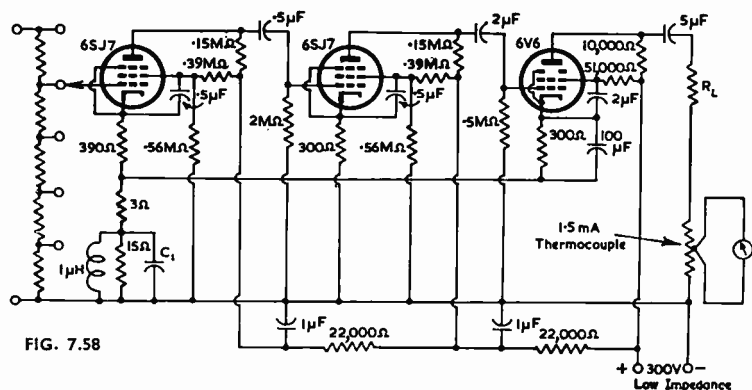 .5μF
2μF
5μF
6SJ7
6SJ7
6V6
.15MΩ
.39MΩ
.15MΩ
.39MΩ
10,000Ω
51,000Ω
.5μF
.5μF
2μF
R_L
390Ω
.56MΩ
2MΩ
300Ω
.56MΩ
.5MΩ
300Ω
100 μF
3Ω
15Ω
C₁
1μH
1·5 mA
Thermocouple
1μF
1μF
22,000Ω
22,000Ω
FIG. 7.58
+ 300V −
Low Impedance